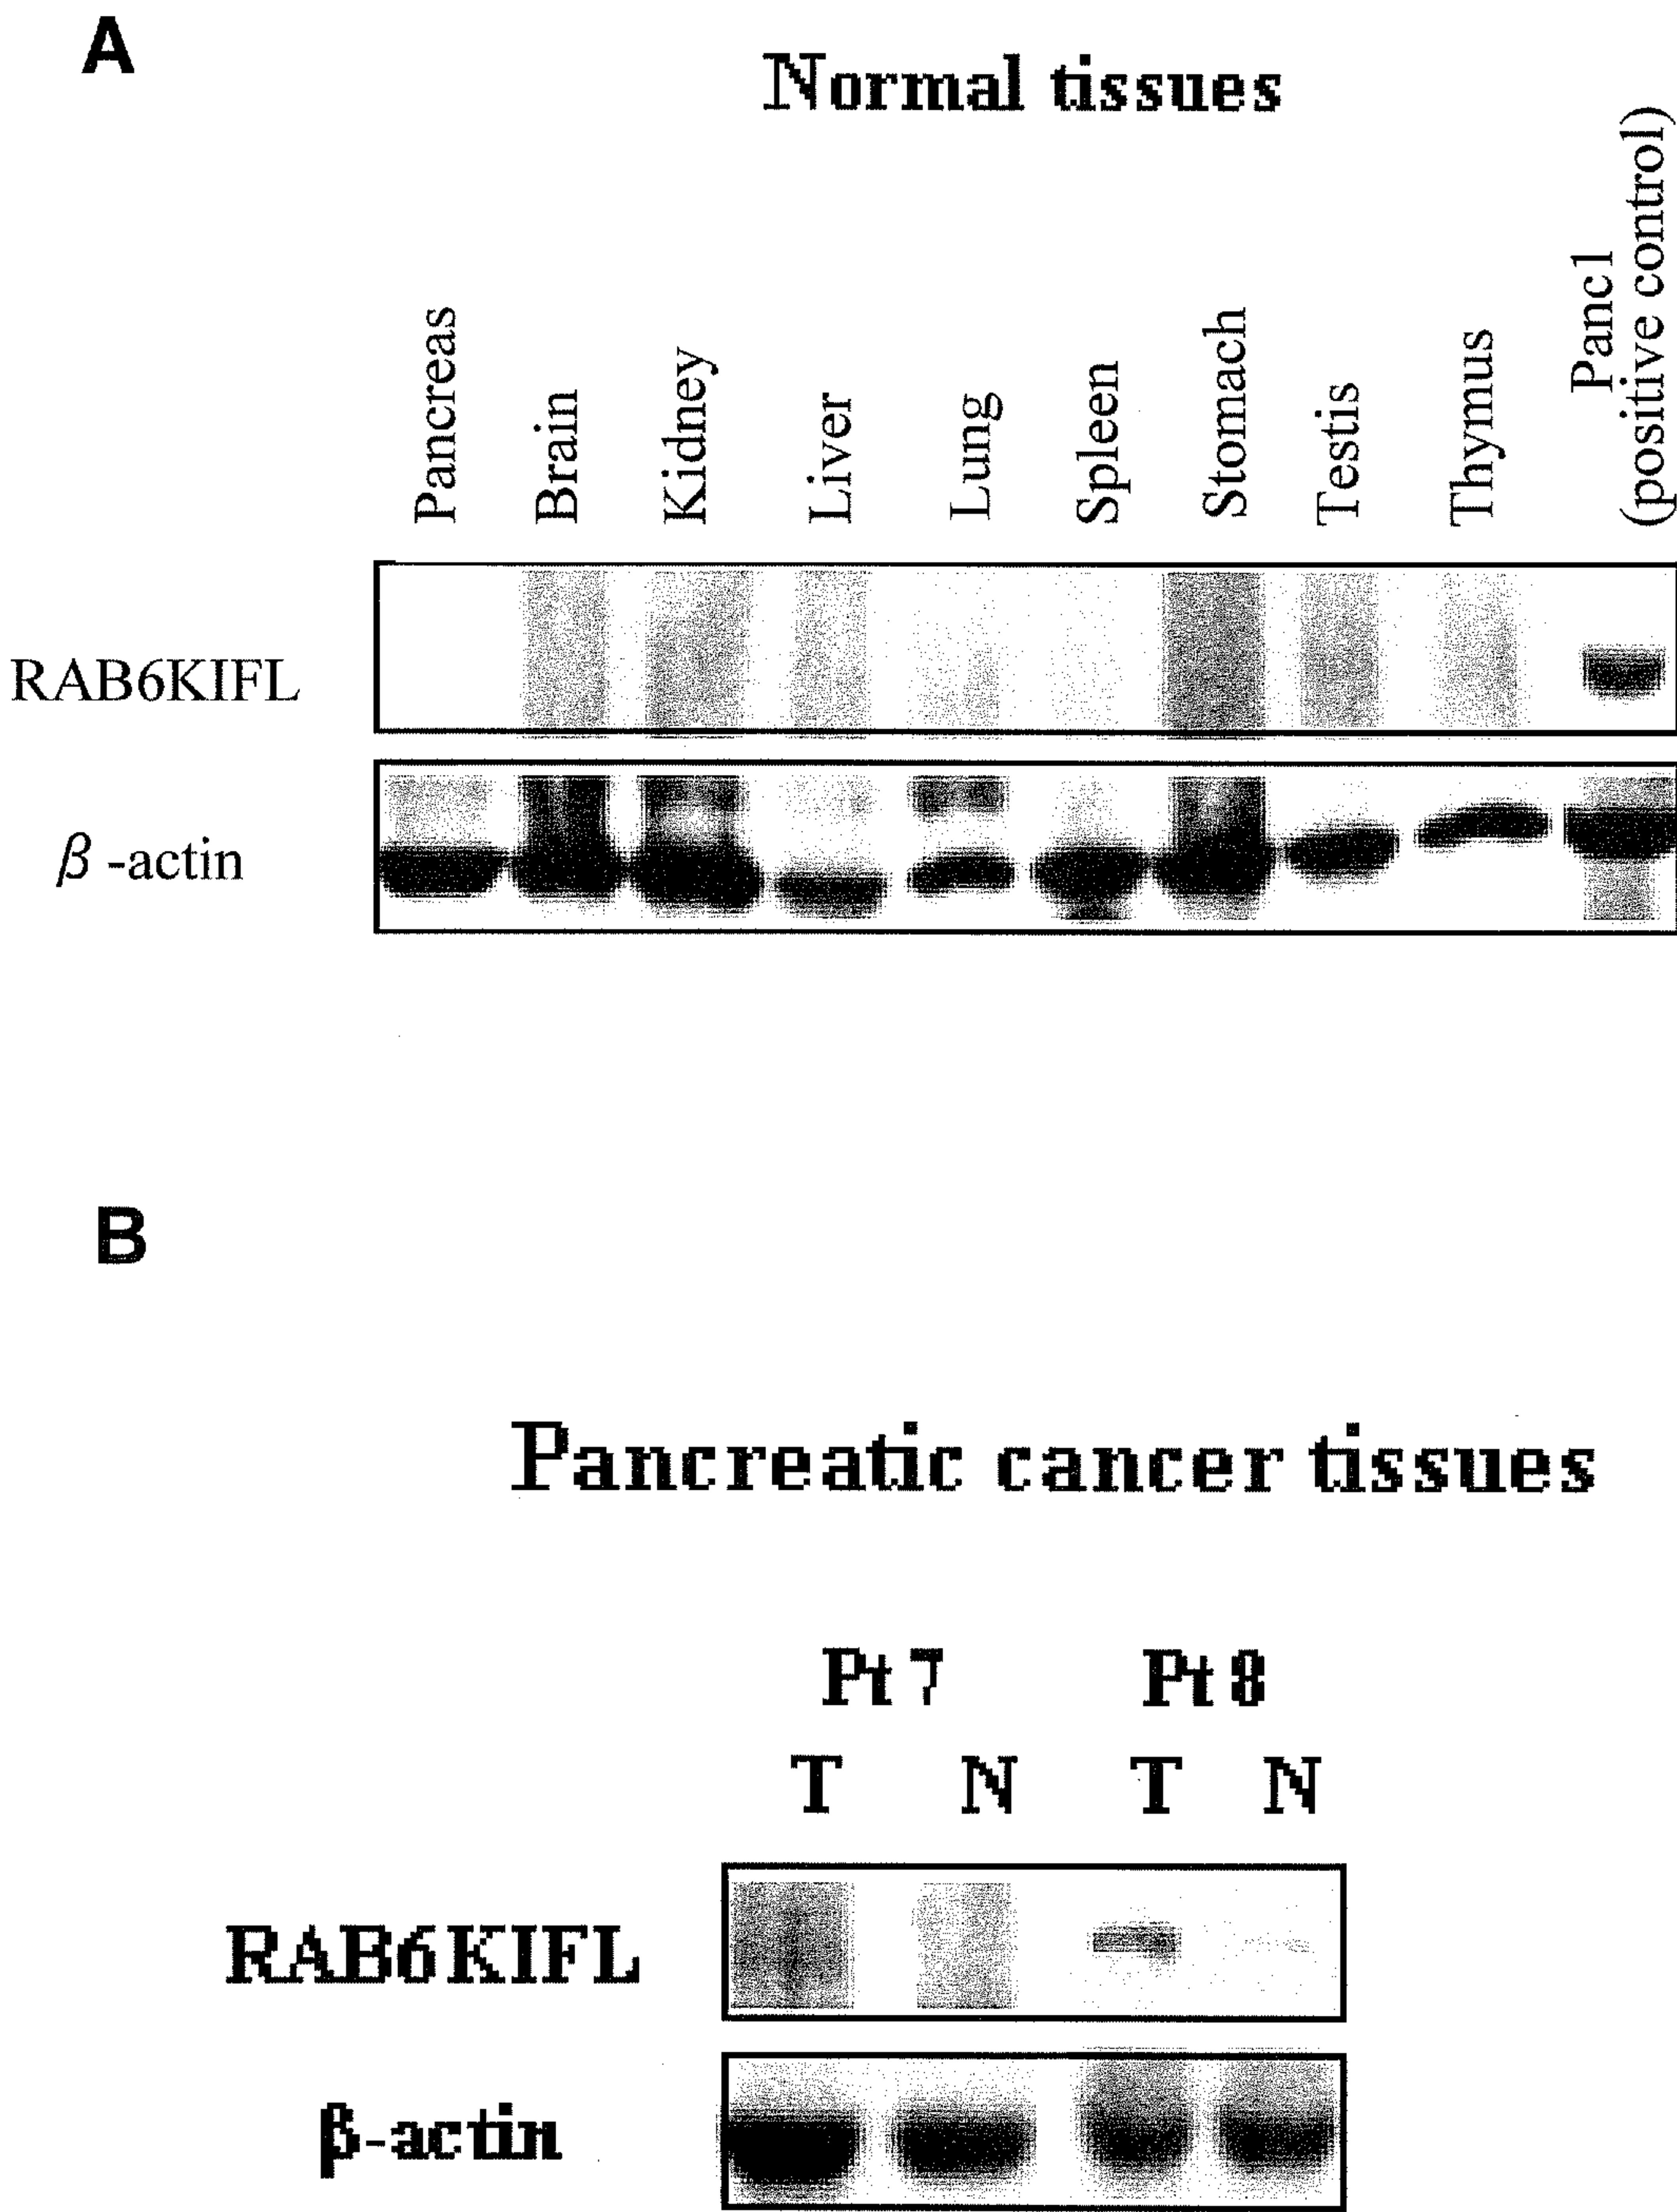 A
Normal tissues
Pancreas
Brain
Kidney
Liver
Lung
Spleen
Stomach
Testis
Thymus
Panc1
(positive control)
RAB6KIFL
β -actin
B
Pancreatic cancer tissues
Pt 7 Pt 8
T N T N
RAB6KIFL
β-actin